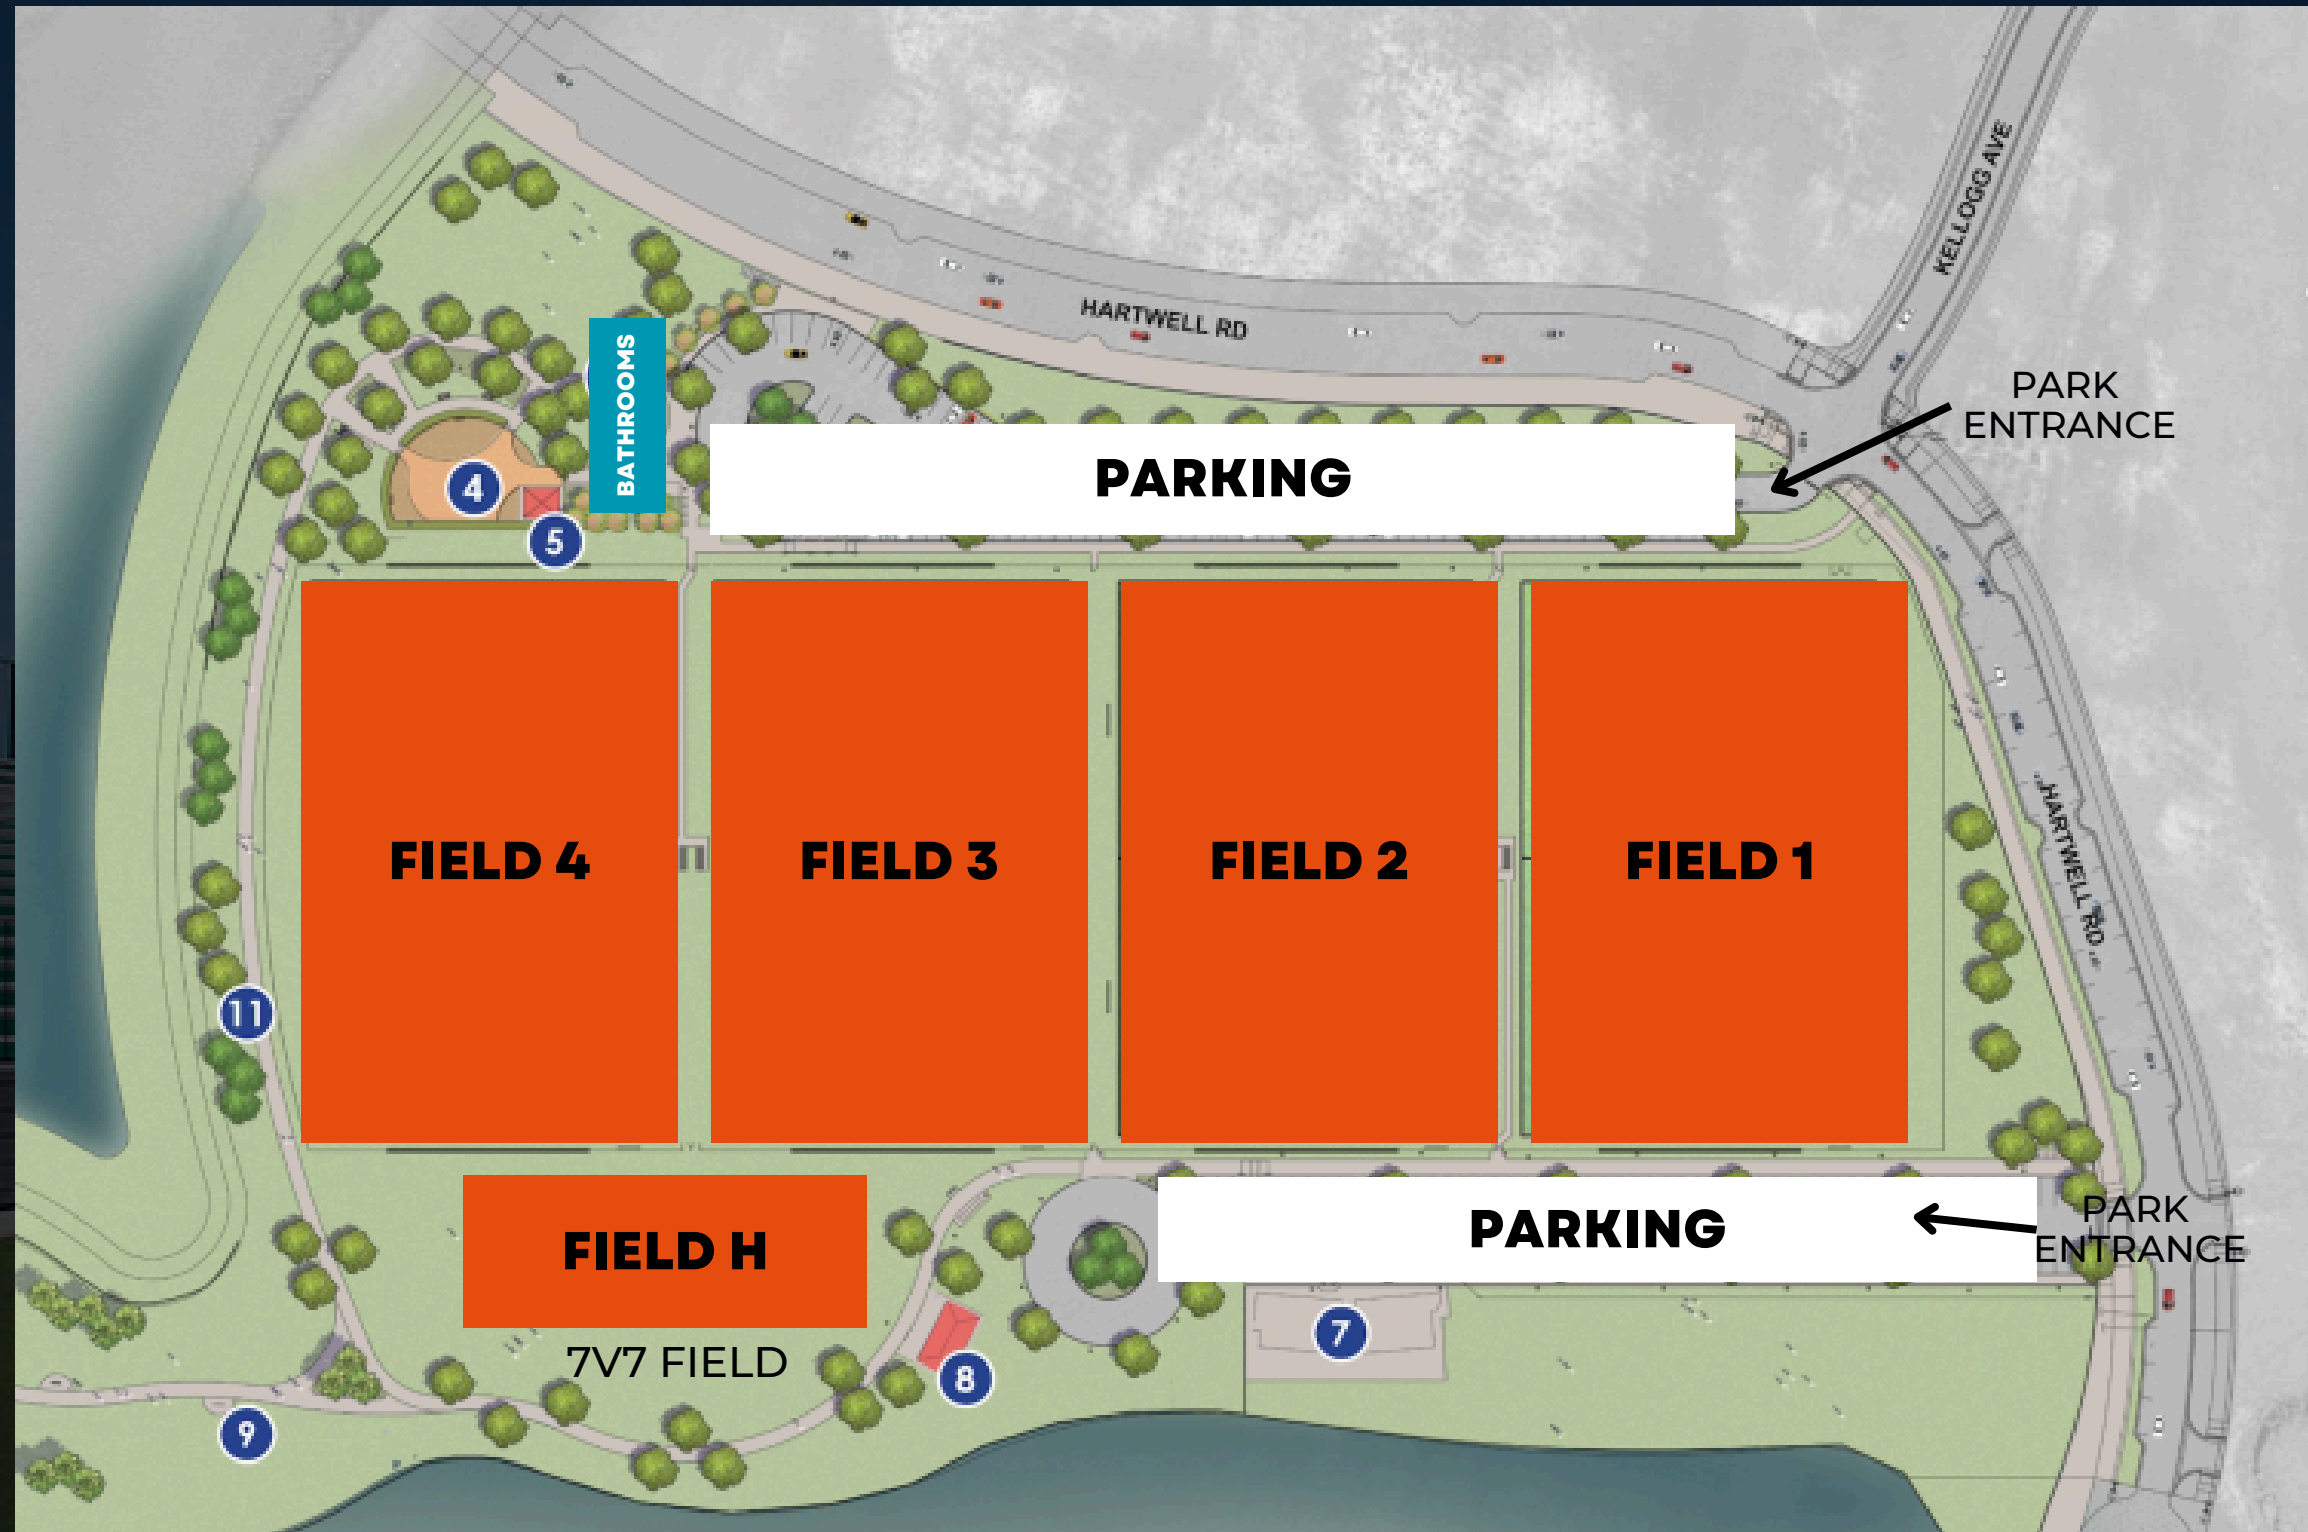 KELLOGG AVE
HARTWELL RD
PARK
ENTRANCE
BATHROOMS
PARKING
4
5
FIELD 4
FIELD 3
FIELD 2
FIELD 1
HARTWELL RD
11
PARKING
PARK
ENTRANCE
FIELD H
7V7 FIELD
7
8
9